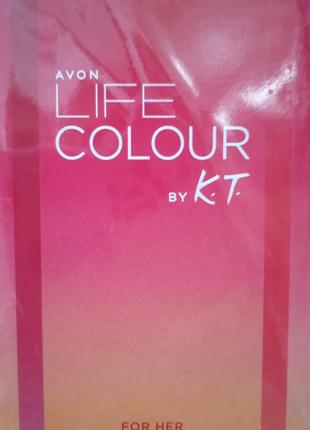 AVON
LIFE
COLOUR
BY K.T.
FOR HER